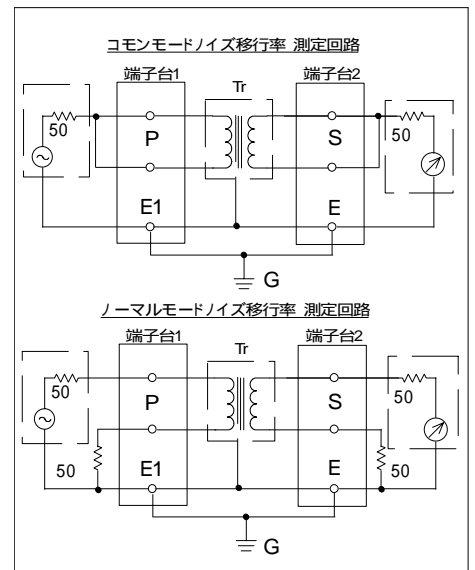 コモンモードノイズ移行率 測定回路
端子台1 Tr 端子台2
50 P S 50
E1 E
G
ノーマルモードノイズ移行率 測定回路
端子台1 Tr 端子台2
50 P S 50
50 E1 E 50
G